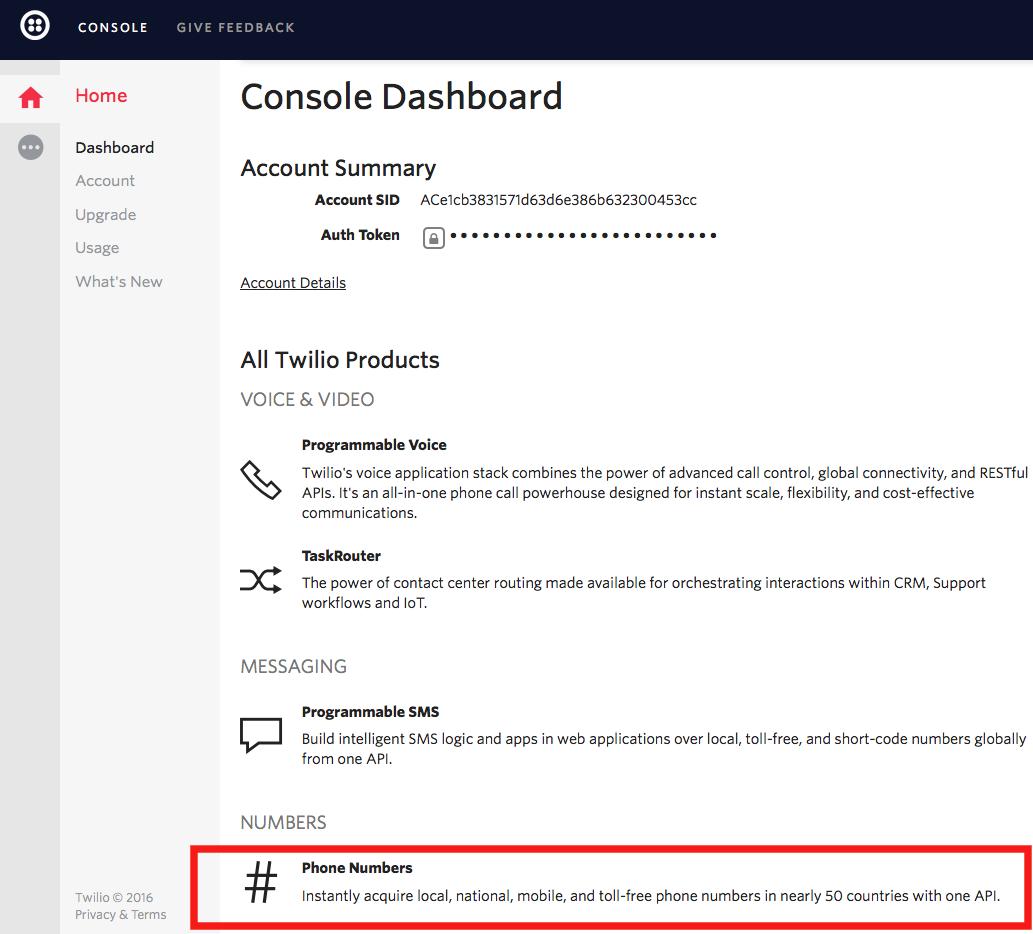 CONSOLE GIVE FEEDBACK
Home
Dashboard
Account
Upgrade
Usage
What's New
Twilio © 2016
Privacy & Terms
Console Dashboard
Account Summary
Account SID ACe1cb3831571d63d6e386b632300453cc
Auth Token ••••••••••••••••••••••••
Account Details
All Twilio Products
VOICE & VIDEO
Programmable Voice
Twilio's voice application stack combines the power of advanced call control, global connectivity, and RESTful
APIs. It's an all-in-one phone call powerhouse designed for instant scale, flexibility, and cost-effective
communications.
TaskRouter
The power of contact center routing made available for orchestrating interactions within CRM, Support
workflows and IoT.
MESSAGING
Programmable SMS
Build intelligent SMS logic and apps in web applications over local, toll-free, and short-code numbers globally
from one API.
NUMBERS
# Phone Numbers
Instantly acquire local, national, mobile, and toll-free phone numbers in nearly 50 countries with one API.